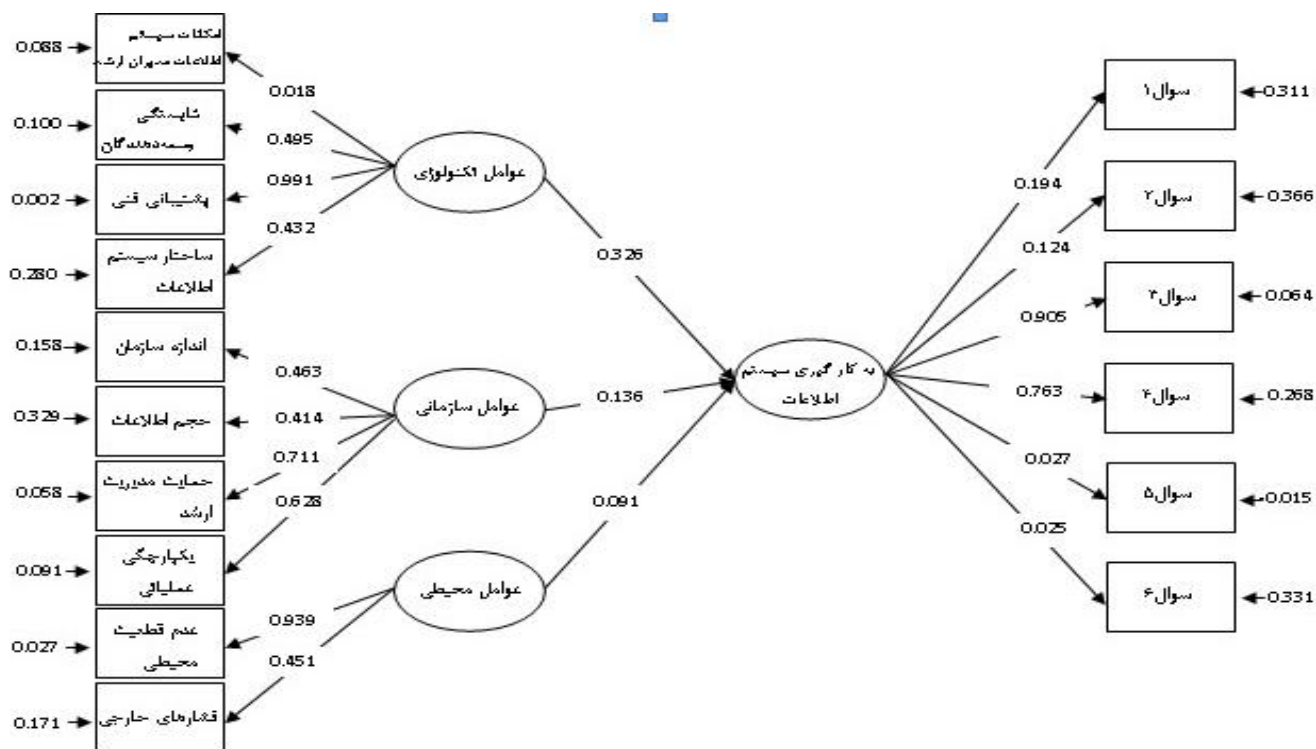 0.088
امکانات سیستم
اطلاعات مدیران ارشد
0.018
0.100
شایستگی
توسعه‌دهندگان
0.495
0.002
پشتیبانی فنی
0.991
0.280
ساختار سیستم
اطلاعات
0.432
عوامل تکنولوژی
0.326
0.158
اندازه سازمان
0.463
0.329
حجم اطلاعات
0.414
0.058
حمایت مدیریت
ارشد
0.711
0.091
یکپارچگی
عملیاتی
0.628
عوامل سازمانی
0.136
0.027
عدم قطعیت
محیطی
0.939
0.171
فشارهای خارجی
0.451
عوامل محیطی
0.091
به کار گیری سیستم
اطلاعات
0.194
سوال۱
0.311
0.124
سوال۲
0.366
0.905
سوال۳
0.064
0.763
سوال۴
0.268
0.027
سوال۵
0.015
0.025
سوال۶
0.331